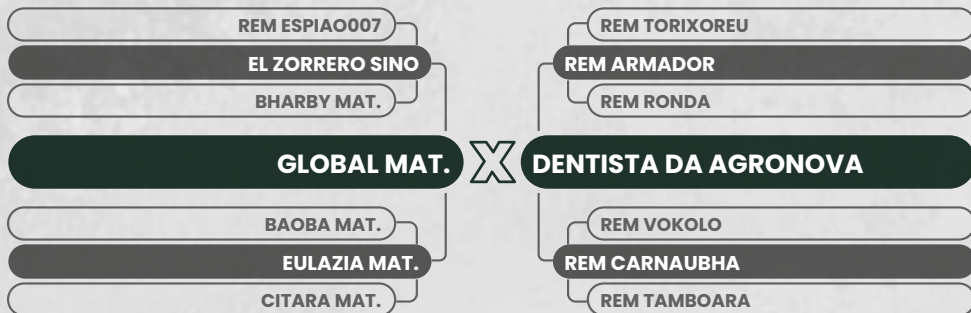 REM ESPIAO007
EL ZORRERO SINO
BHARBY MAT.
GLOBAL MAT.
BAOBA MAT.
EULAZIA MAT.
CITARA MAT.
X
REM TORIXOREU
REM ARMADOR
REM RONDA
DENTISTA DA AGRONOVA
REM VOKOLO
REM CARNAUBHA
REM TAMBOARA